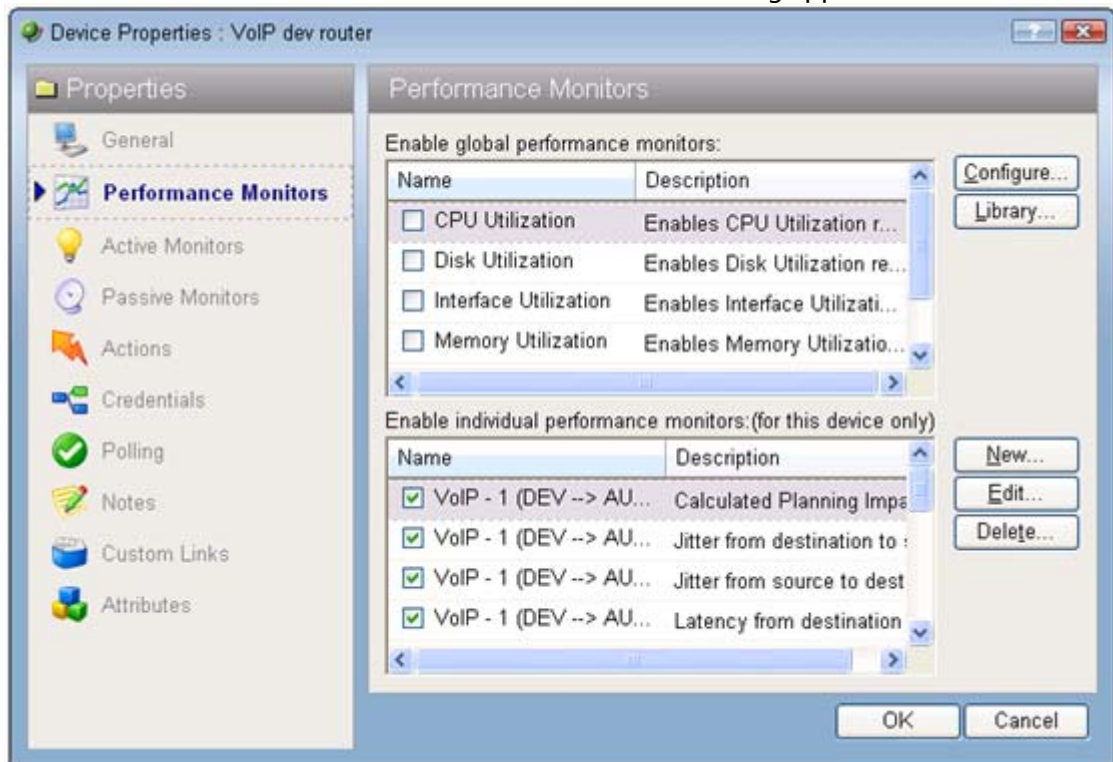 Device Properties : VoIP dev router
Properties
General
Performance Monitors
Active Monitors
Passive Monitors
Actions
Credentials
Polling
Notes
Custom Links
Attributes
Performance Monitors
Enable global performance monitors:
Name Description
CPU Utilization Enables CPU Utilization r...
Disk Utilization Enables Disk Utilization re...
Interface Utilization Enables Interface Utilizati...
Memory Utilization Enables Memory Utilizatio...
Configure...
Library...
Enable individual performance monitors:(for this device only)
Name Description
VoIP - 1 (DEV --> AU... Calculated Planning Impa
VoIP - 1 (DEV --> AU... Jitter from destination to
VoIP - 1 (DEV --> AU... Jitter from source to dest
VoIP - 1 (DEV --> AU... Latency from destination
New...
Edit...
Delete...
OK Cancel